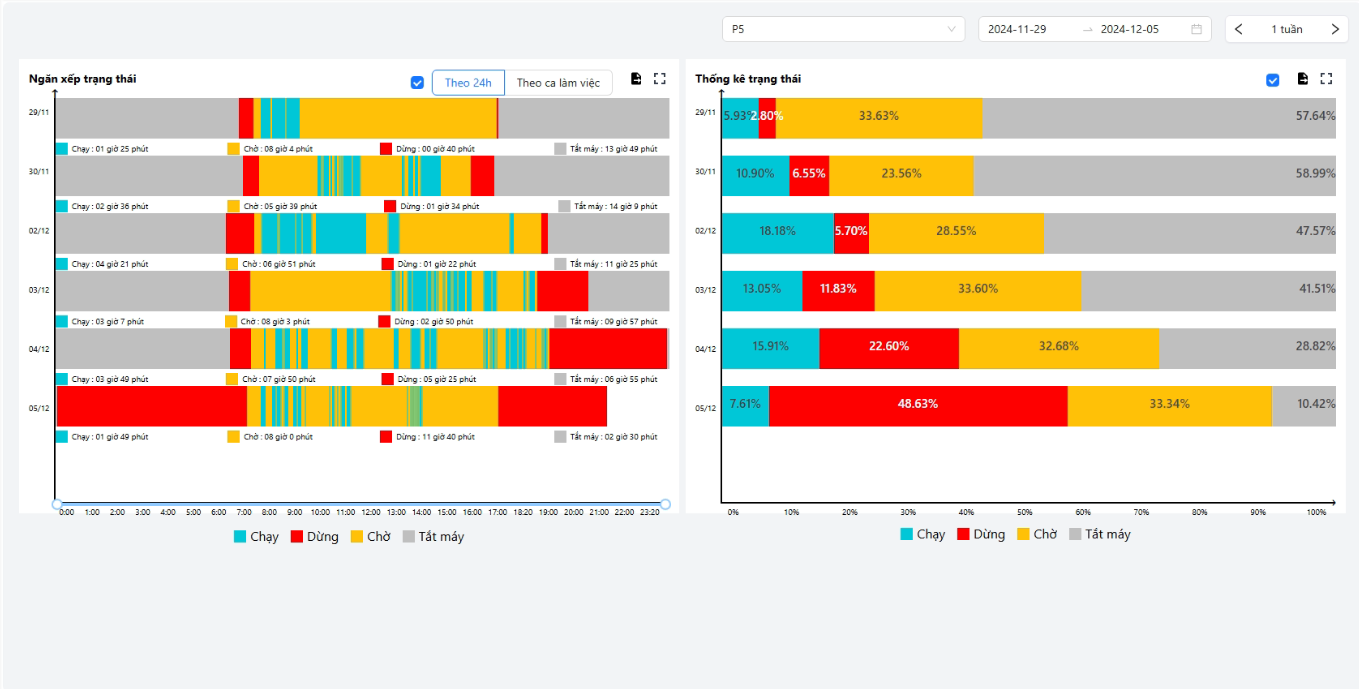 P5
2024-11-29 → 2024-12-05
1 tuần
Ngăn xếp trạng thái
Theo 24h
Theo ca làm việc
29/11
Chạy : 01 giờ 25 phút Chờ : 08 giờ 4 phút Dừng : 00 giờ 40 phút Tắt máy : 13 giờ 49 phút
30/11
Chạy : 02 giờ 36 phút Chờ : 05 giờ 39 phút Dừng : 01 giờ 34 phút Tắt máy : 14 giờ 9 phút
02/12
Chạy : 04 giờ 21 phút Chờ : 06 giờ 51 phút Dừng : 01 giờ 22 phút Tắt máy : 11 giờ 25 phút
03/12
Chạy : 03 giờ 7 phút Chờ : 08 giờ 3 phút Dừng : 02 giờ 50 phút Tắt máy : 09 giờ 57 phút
04/12
Chạy : 03 giờ 49 phút Chờ : 07 giờ 50 phút Dừng : 05 giờ 25 phút Tắt máy : 06 giờ 55 phút
05/12
Chạy : 01 giờ 49 phút Chờ : 08 giờ 0 phút Dừng : 11 giờ 40 phút Tắt máy : 02 giờ 30 phút
0:00 1:00 2:00 3:00 4:00 5:00 6:00 7:00 8:00 9:00 10:00 11:00 12:00 13:00 14:00 15:00 16:00 17:00 18:20 19:00 20:00 21:00 22:00 23:20
Chạy Dừng Chờ Tắt máy
Thống kê trạng thái
29/11 5.93% 2.80% 33.63% 57.64%
30/11 10.90% 6.55% 23.56% 58.99%
02/12 18.18% 5.70% 28.55% 47.57%
03/12 13.05% 11.83% 33.60% 41.51%
04/12 15.91% 22.60% 32.68% 28.82%
05/12 7.61% 48.63% 33.34% 10.42%
0% 10% 20% 30% 40% 50% 60% 70% 80% 90% 100%
Chạy Dừng Chờ Tắt máy